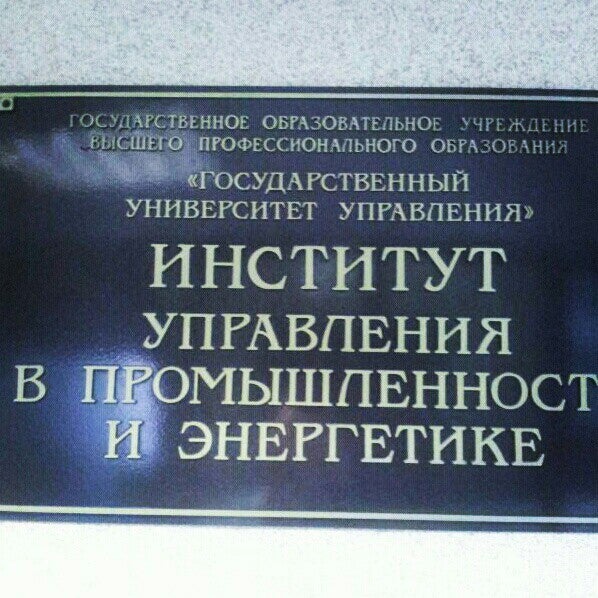 ГОСУДАРСТВЕННОЕ ОБРАЗОВАТЕЛЬНОЕ УЧРЕЖДЕНИЕ
ВЫСШЕГО ПРОФЕССИОНАЛЬНОГО ОБРАЗОВАНИЯ
«ГОСУДАРСТВЕННЫЙ
УНИВЕРСИТЕТ УПРАВЛЕНИЯ»
ИНСТИТУТ
УПРАВЛЕНИЯ
В ПРОМЫШЛЕННОСТ
И ЭНЕРГЕТИКЕ